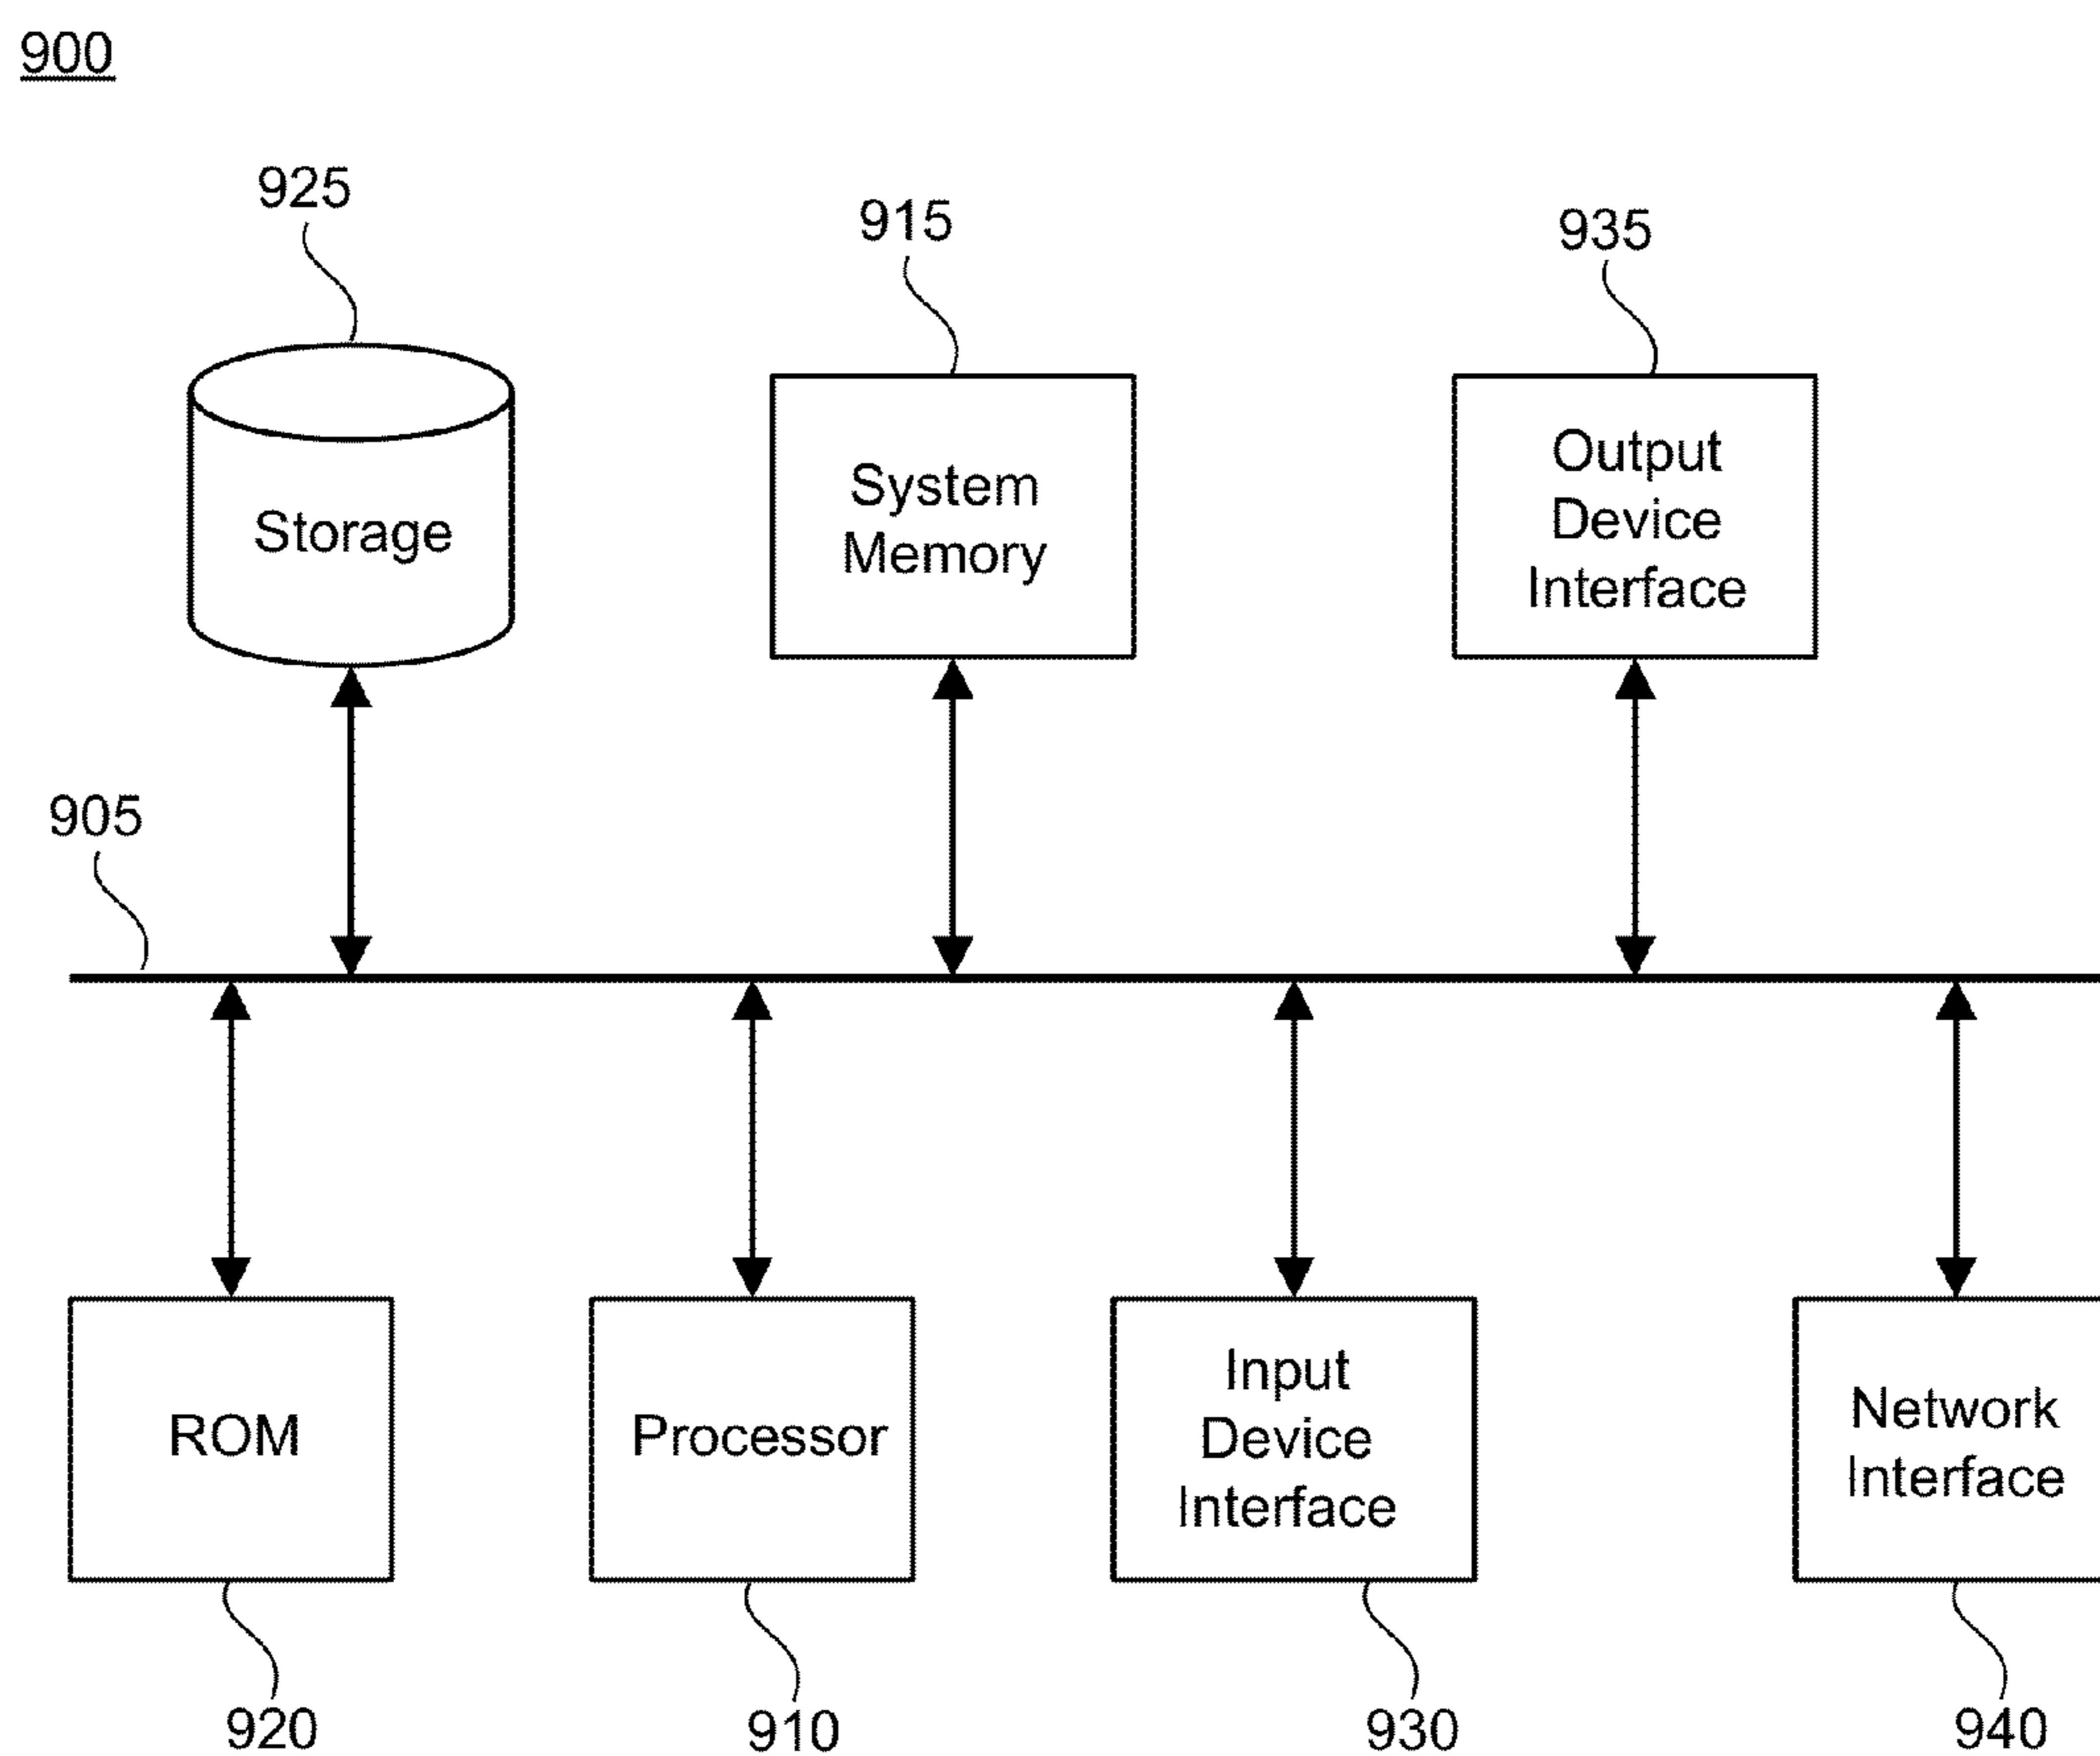 900
925
915
935
Storage
System
Memory
Output
Device
Interface
905
ROM
Processor
Input
Device
Interface
Network
Interface
920
910
930
940